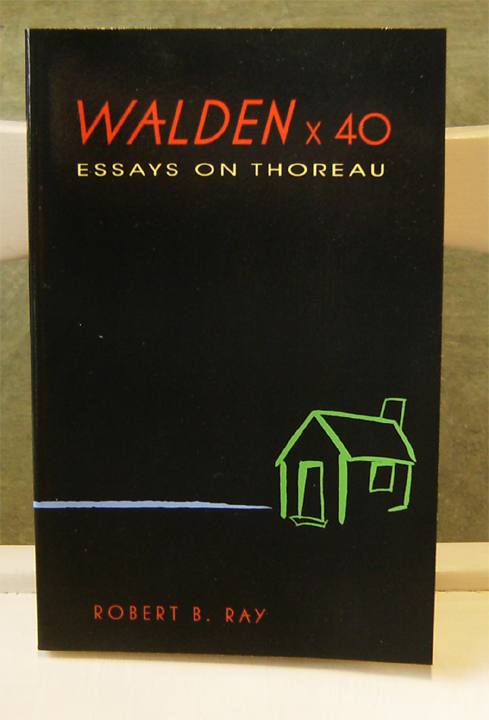 WALDEN x 40
ESSAYS ON THOREAU
ROBERT B. RAY